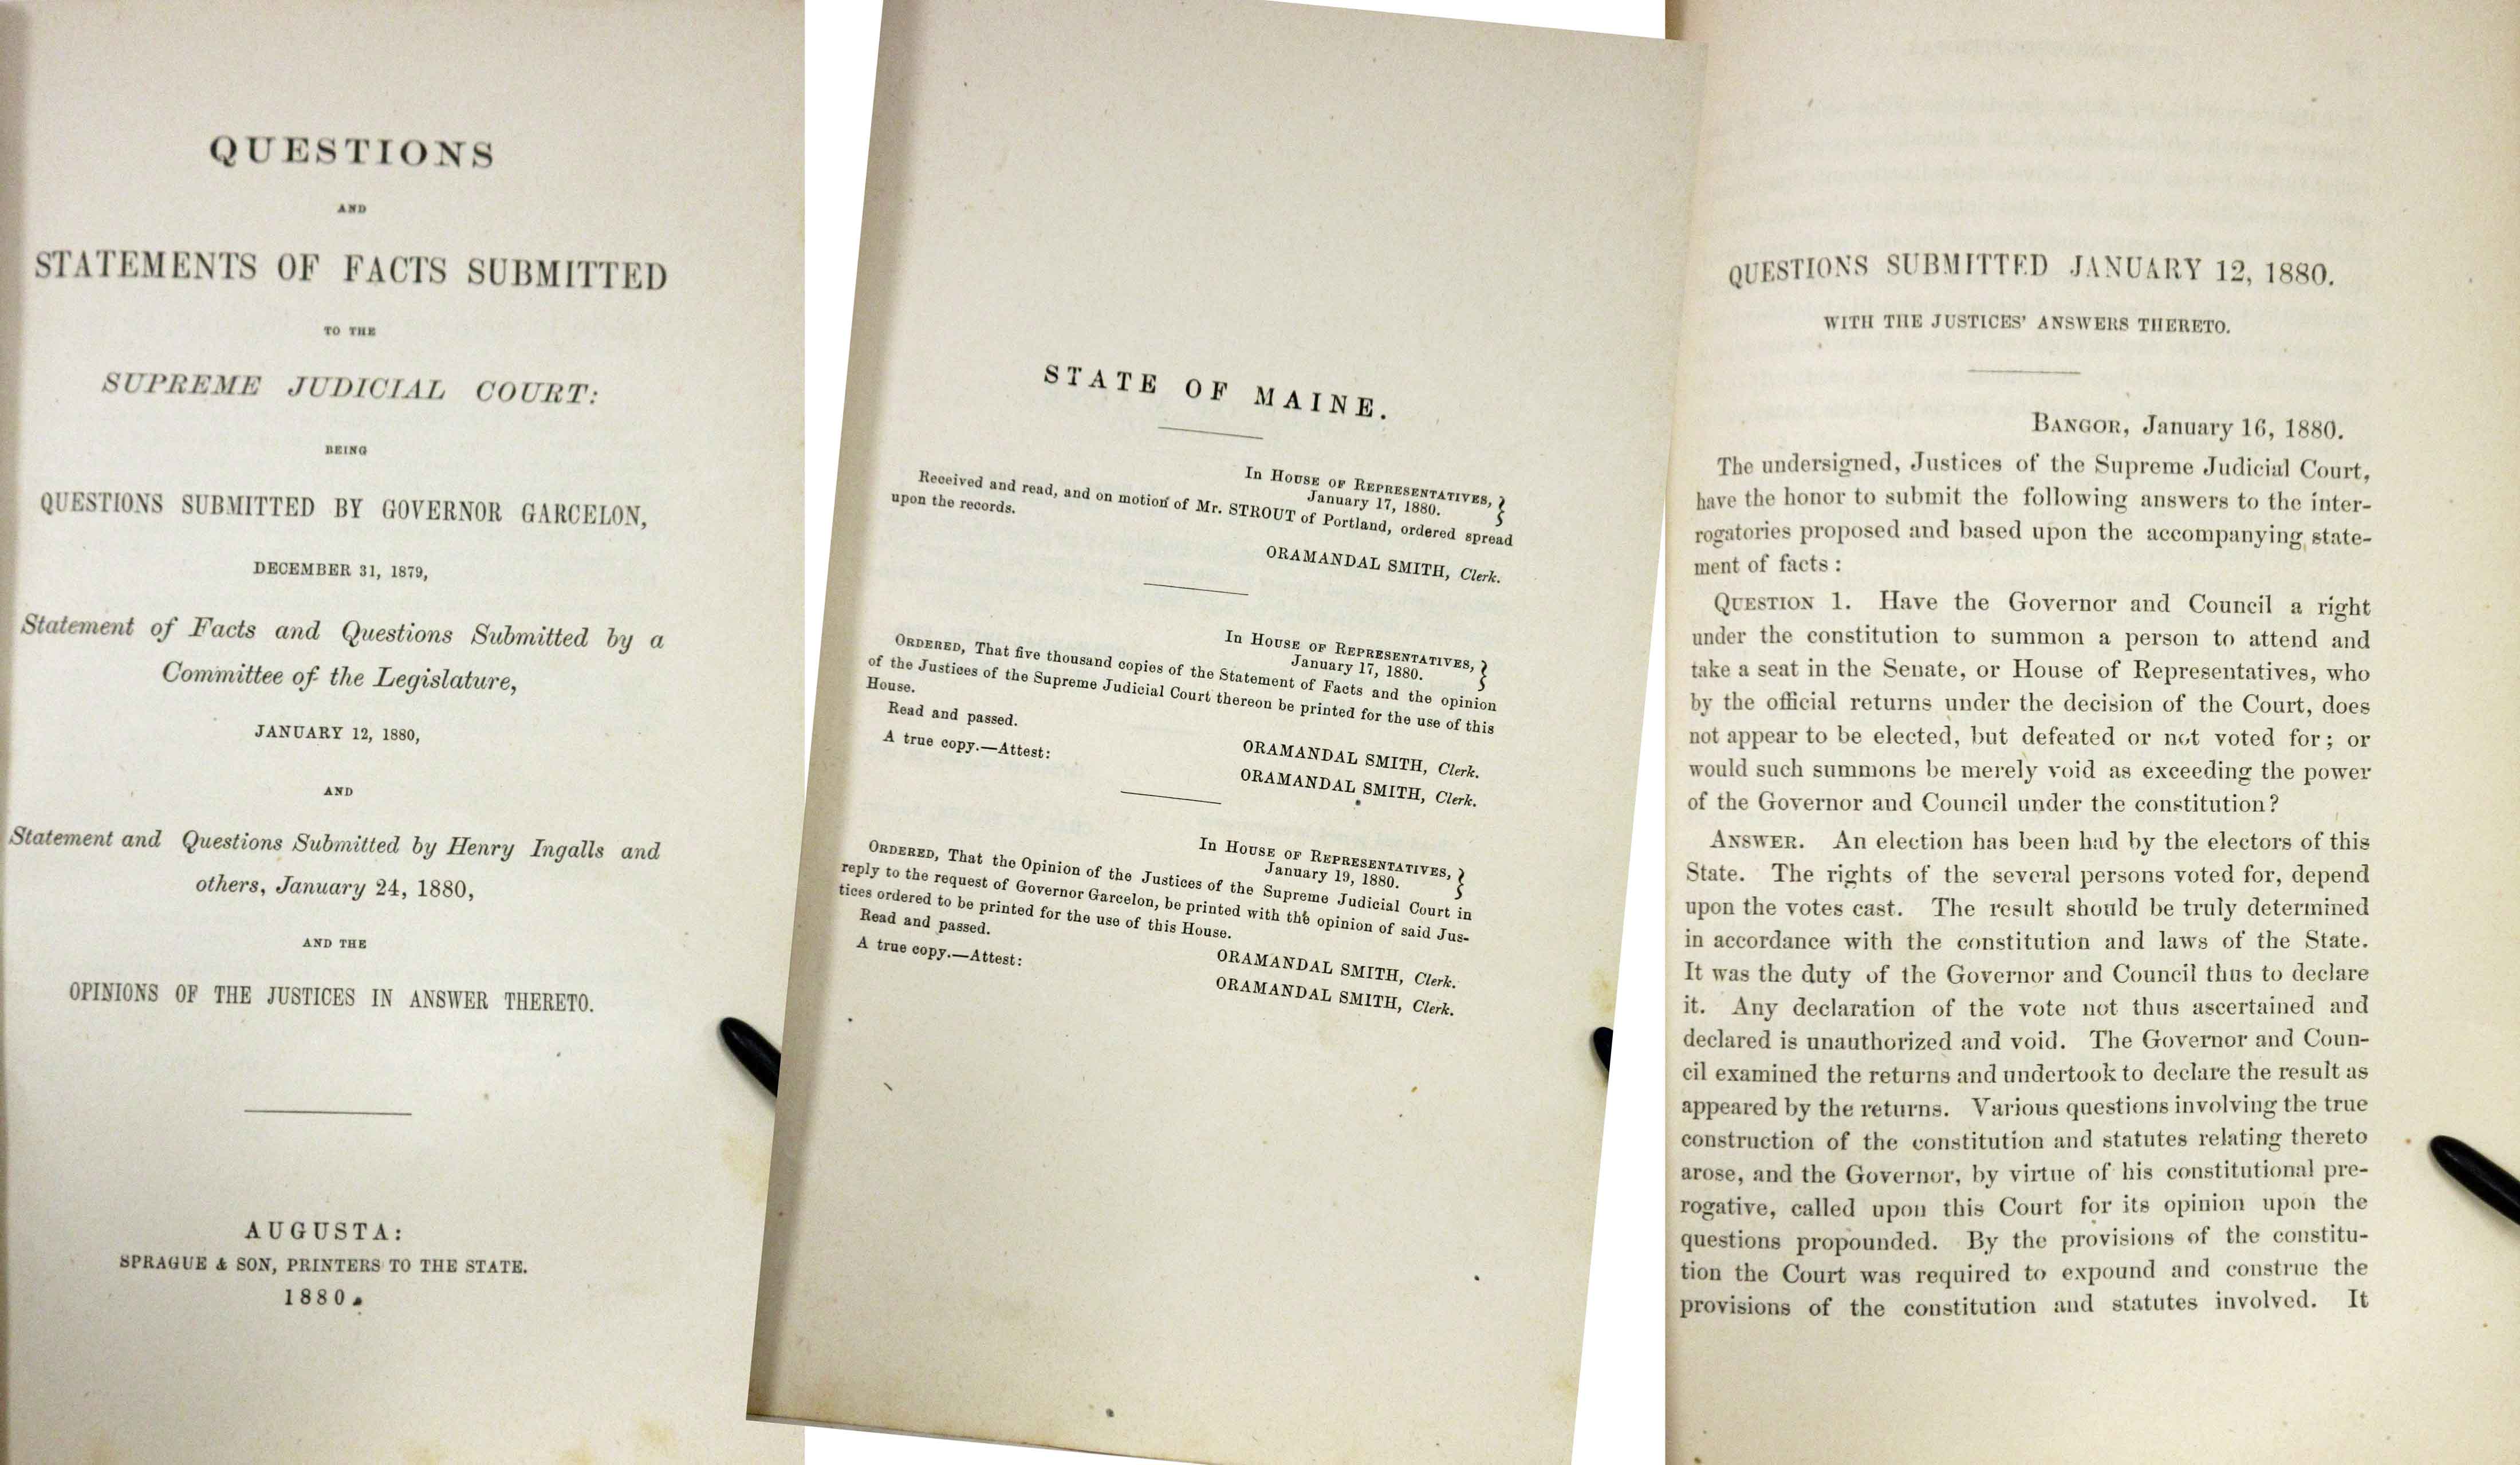 QUESTIONS
AND
STATEMENTS OF FACTS SUBMITTED
TO THE
SUPREME JUDICIAL COURT:
BEING
QUESTIONS SUBMITTED BY GOVERNOR GARCELON,
DECEMBER 31, 1879,
Statement of Facts and Questions Submitted by a
Committee of the Legislature,
JANUARY 12, 1880,
AND
Statement and Questions Submitted by Henry Ingalls and
others, January 24, 1880,
AND THE
OPINIONS OF THE JUSTICES IN ANSWER THERETO.
AUGUSTA:
SPRAGUE & SON, PRINTERS TO THE STATE.
1880.
STATE OF MAINE.
In House of Representatives, }
January 17, 1880.
Received and read, and on motion of Mr. STROUT of Portland, ordered spread
upon the records.
ORAMANDAL SMITH, Clerk.
In House of Representatives, }
January 17, 1880.
Ordered, That five thousand copies of the Statement of Facts and the opinion
of the Justices of the Supreme Judicial Court thereon be printed for the use of this
House.
Read and passed.
ORAMANDAL SMITH, Clerk.
A true copy.—Attest:
ORAMANDAL SMITH, Clerk.
In House of Representatives, }
January 19, 1880.
Ordered, That the Opinion of the Justices of the Supreme Judicial Court in
reply to the request of Governor Garcelon, be printed with the opinion of said Jus-
tices ordered to be printed for the use of this House.
Read and passed.
ORAMANDAL SMITH, Clerk.
A true copy.—Attest:
ORAMANDAL SMITH, Clerk.
QUESTIONS SUBMITTED JANUARY 12, 1880.
WITH THE JUSTICES' ANSWERS THERETO.
Bangor, January 16, 1880.
The undersigned, Justices of the Supreme Judicial Court,
have the honor to submit the following answers to the inter-
rogatories proposed and based upon the accompanying state-
ment of facts :
Question 1. Have the Governor and Council a right
under the constitution to summon a person to attend and
take a seat in the Senate, or House of Representatives, who
by the official returns under the decision of the Court, does
not appear to be elected, but defeated or not voted for; or
would such summons be merely void as exceeding the power
of the Governor and Council under the constitution?
Answer. An election has been had by the electors of this
State. The rights of the several persons voted for, depend
upon the votes cast. The result should be truly determined
in accordance with the constitution and laws of the State.
It was the duty of the Governor and Council thus to declare
it. Any declaration of the vote not thus ascertained and
declared is unauthorized and void. The Governor and Coun-
cil examined the returns and undertook to declare the result as
appeared by the returns. Various questions involving the true
construction of the constitution and statutes relating thereto
arose, and the Governor, by virtue of his constitutional pre-
rogative, called upon this Court for its opinion upon the
questions propounded. By the provisions of the constitu-
tion the Court was required to expound and construe the
provisions of the constitution and statutes involved. It